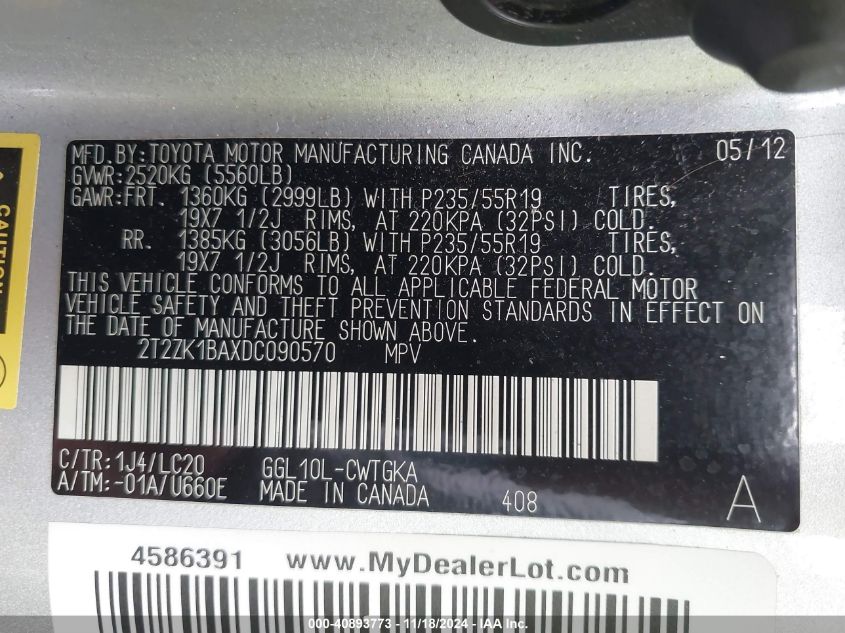 MFD.BY:TOYOTA MOTOR MANUFACTURING CANADA INC. 05/12
GVWR:2520KG (5560LB)
GAWR:FRT. 1360KG (2999LB) WITH P235/55R19 TIRES,
19X7 1/2J RIMS, AT 220KPA (32PSI) COLD.
RR. 1385KG (3056LB) WITH P235/55R19 TIRES,
19X7 1/2J RIMS, AT 220KPA (32PSI) COLD.
THIS VEHICLE CONFORMS TO ALL APPLICABLE FEDERAL MOTOR
VEHICLE SAFETY AND THEFT PREVENTION STANDARDS IN EFFECT ON
THE DATE OF MANUFACTURE SHOWN ABOVE.
2T2ZK1BAXDC090570 MPV
C/TR:1J4/LC20 GGL10L-CWTGKA
A/TM:-01A/U660E MADE IN CANADA 408 A
CAUTION
4586391 www.MyDealerLot.com
000-40893773 - 11/18/2024 - IAA Inc.